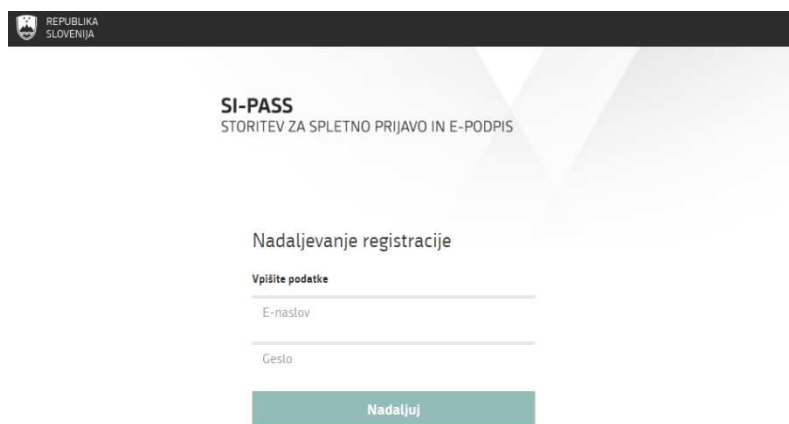 REPUBLIKA
SLOVENIJA
SI-PASS
STORITEV ZA SPLETNO PRIJAVO IN E-PODPIS
Nadaljevanje registracije
Vpišite podatke
E-naslov
Geslo
Nadaljuj